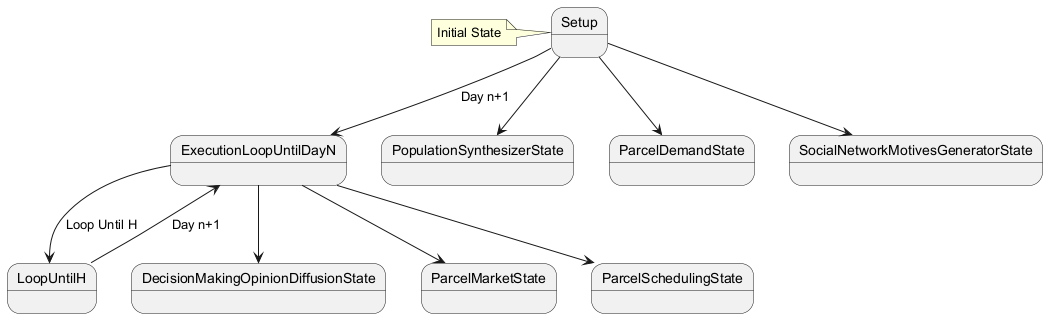 Setup
Initial State
Day n+1
ExecutionLoopUntilDayN
PopulationSynthesizerState
ParcelDemandState
SocialNetworkMotivesGeneratorState
Loop Until H
Day n+1
LoopUntilH
DecisionMakingOpinionDiffusionState
ParcelMarketState
ParcelSchedulingState